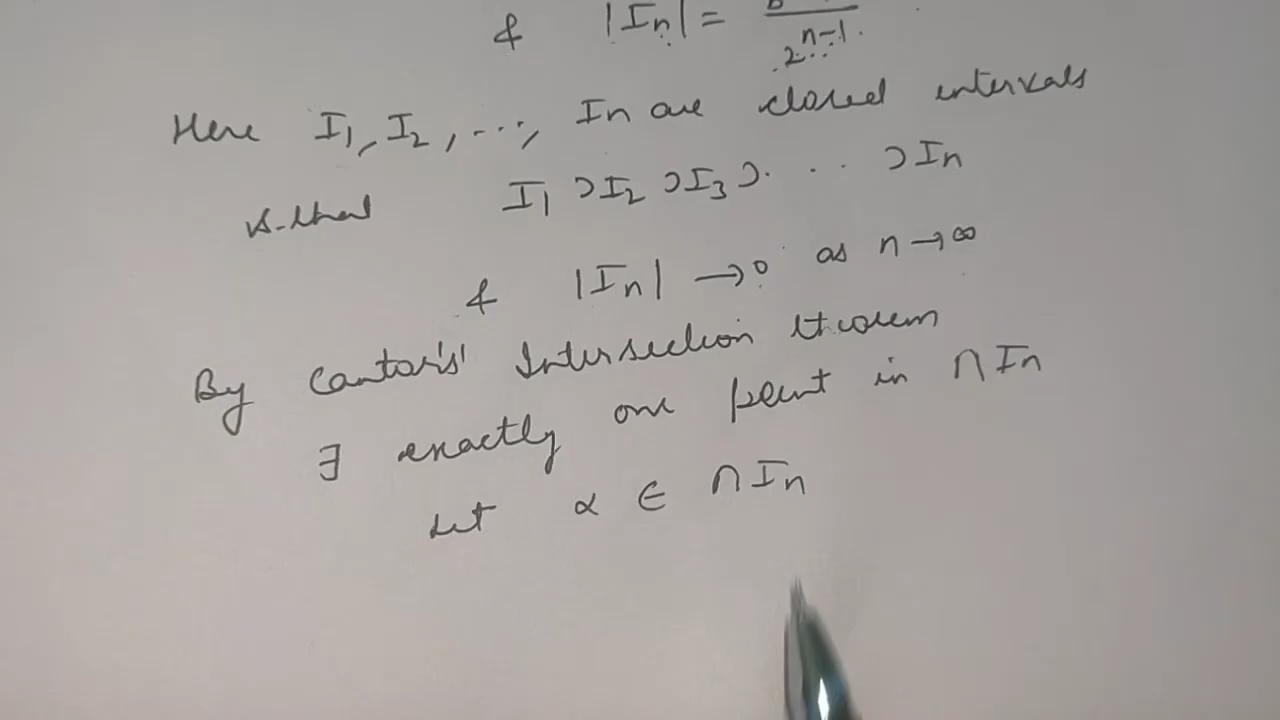 & |In| =
2^{n-1}.
Here I1, I2, ..., In are closed intervals
s.that I1 ⊃ I2 ⊃ I3 ⊃ . . . ⊃ In
& |In| → 0 as n → ∞
By Cantor's' Intersection theorem
∃ exactly one point in ∩ In
Let α ∈ ∩ In